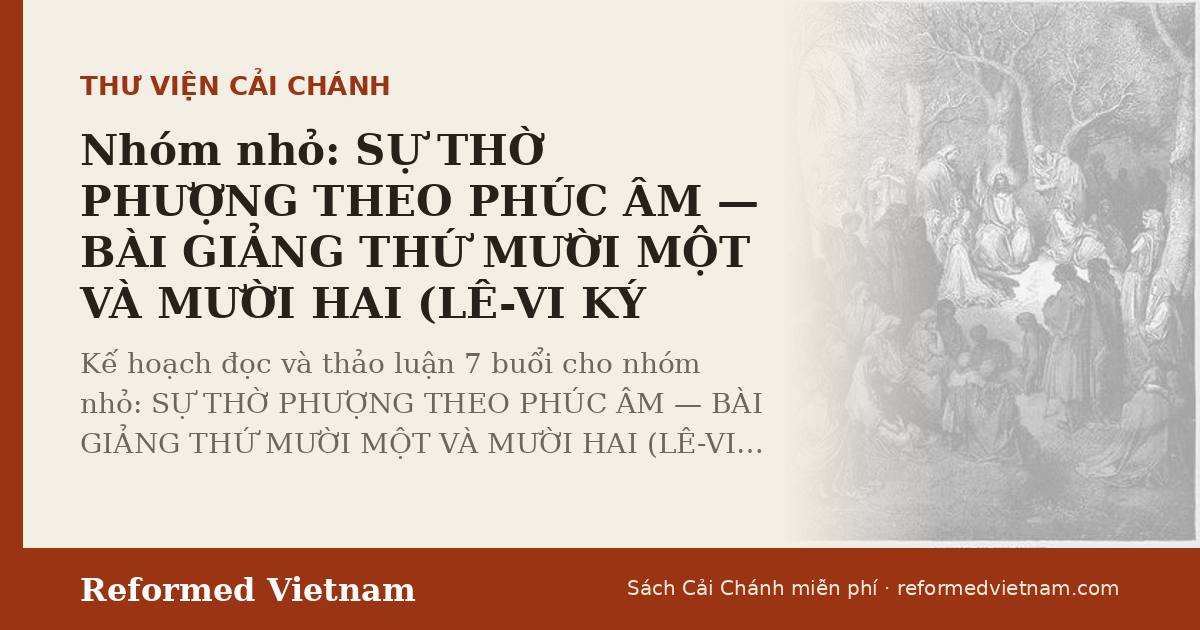 THƯ VIỆN CẢI CHÁNH
Nhóm nhỏ: SỰ THỜ
PHƯỢNG THEO PHÚC ÂM —
BÀI GIẢNG THỨ MƯỜI MỘT
VÀ MƯỜI HAI (LÊ-VI KÝ
Kế hoạch đọc và thảo luận 7 buổi cho nhóm
nhỏ: SỰ THỜ PHƯỢNG THEO PHÚC ÂM — BÀI
GIẢNG THỨ MƯỜI MỘT VÀ MƯỜI HAI (LÊ-VI...
Reformed Vietnam
Sách Cải Chánh miễn phí · reformedvietnam.com